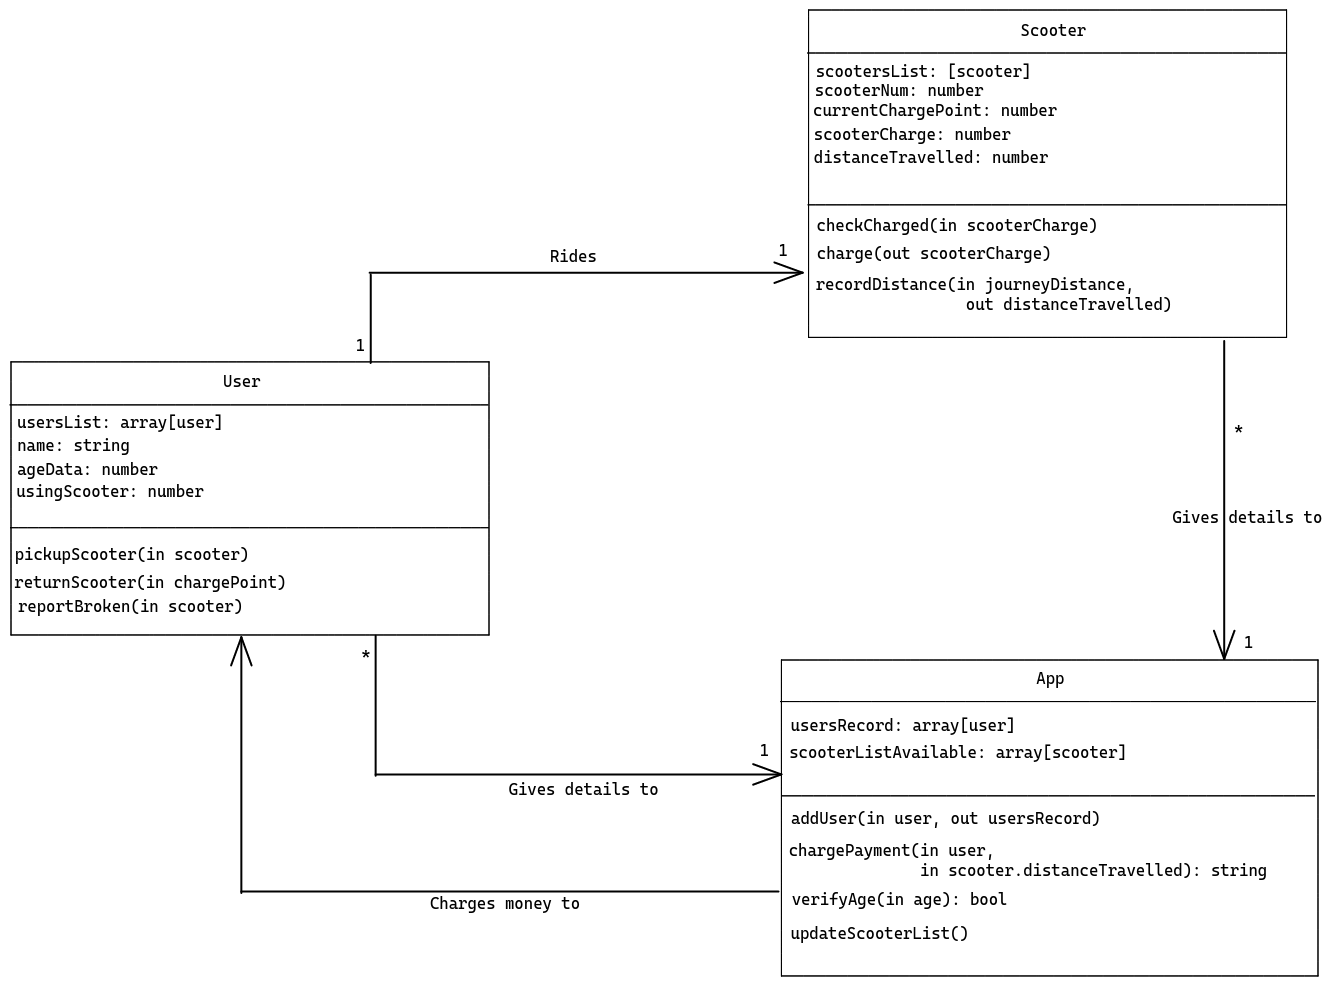 Scooter
scootersList: [scooter]
scooterNum: number
currentChargePoint: number
scooterCharge: number
distanceTravelled: number
checkCharged(in scooterCharge)
charge(out scooterCharge)
recordDistance(in journeyDistance,
out distanceTravelled)
Rides
1
1
User
usersList: array[user]
name: string
ageData: number
usingScooter: number
pickupScooter(in scooter)
returnScooter(in chargePoint)
reportBroken(in scooter)
*
Gives details to
1
*
1
Gives details to
Charges money to
App
usersRecord: array[user]
scooterListAvailable: array[scooter]
addUser(in user, out usersRecord)
chargePayment(in user,
in scooter.distanceTravelled): string
verifyAge(in age): bool
updateScooterList()